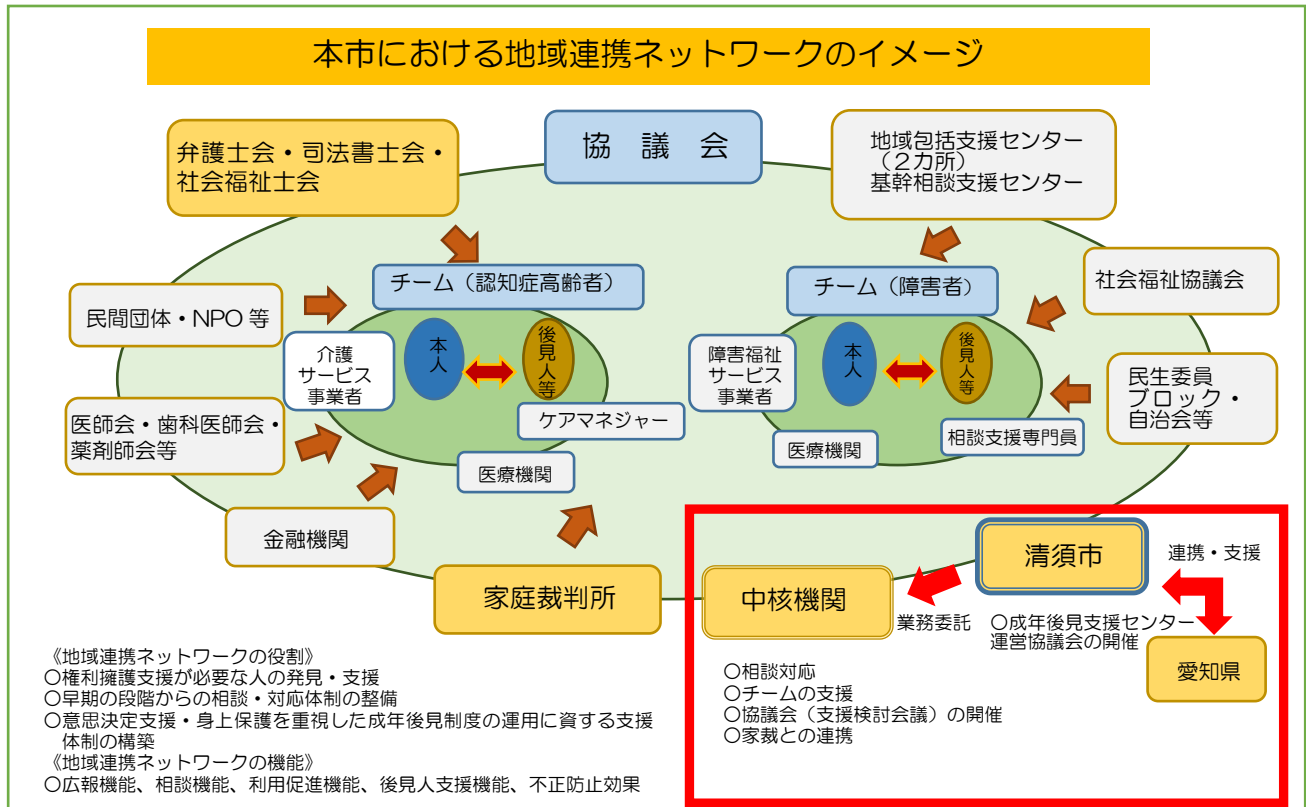 本市における地域連携ネットワークのイメージ
協議会
弁護士会・司法書士会・
社会福祉士会
地域包括支援センター
（2カ所）
基幹相談支援センター
民間団体・NPO 等
チーム（認知症高齢者）
チーム（障害者）
社会福祉協議会
介護
サービス
事業者
本人
後見人等
障害福祉
サービス
事業者
本人
後見人等
民生委員
ブロック・
自治会等
医師会・歯科医師会・
薬剤師会等
ケアマネジャー
医療機関
医療機関
相談支援専門員
金融機関
家庭裁判所
中核機関
業務委託
清須市
連携・支援
〇成年後見支援センター
運営協議会の開催
愛知県
〇相談対応
〇チームの支援
〇協議会（支援検討会議）の開催
〇家裁との連携
《地域連携ネットワークの役割》
〇権利擁護支援が必要な人の発見・支援
〇早期の段階からの相談・対応体制の整備
〇意思決定支援・身上保護を重視した成年後見制度の運用に資する支援
体制の構築
《地域連携ネットワークの機能》
〇広報機能、相談機能、利用促進機能、後見人支援機能、不正防止効果